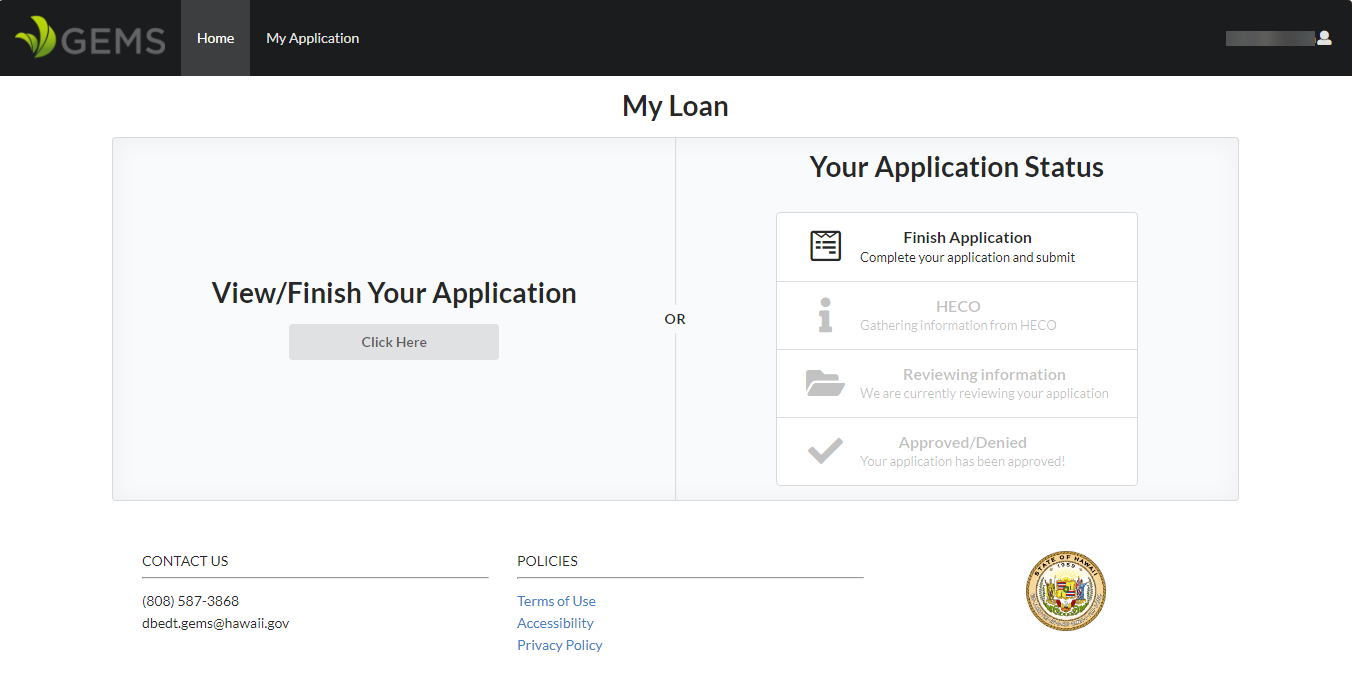 GEMS
Home
My Application
My Loan
View/Finish Your Application
Click Here
OR
Your Application Status
Finish Application
Complete your application and submit
HECO
Gathering information from HECO
Reviewing information
We are currently reviewing your application
Approved/Denied
Your application has been approved!
CONTACT US
(808) 587-3868
dbedt.gems@hawaii.gov
POLICIES
Terms of Use
Accessibility
Privacy Policy
STATE OF HAWAII
1959